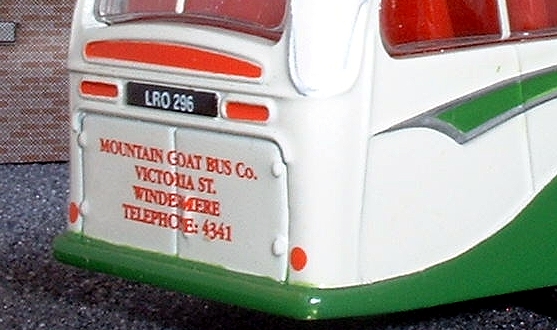 LRO 296
MOUNTAIN GOAT BUS Co.
VICTORIA ST.
WINDERMERE
TELEPHONE: 4341